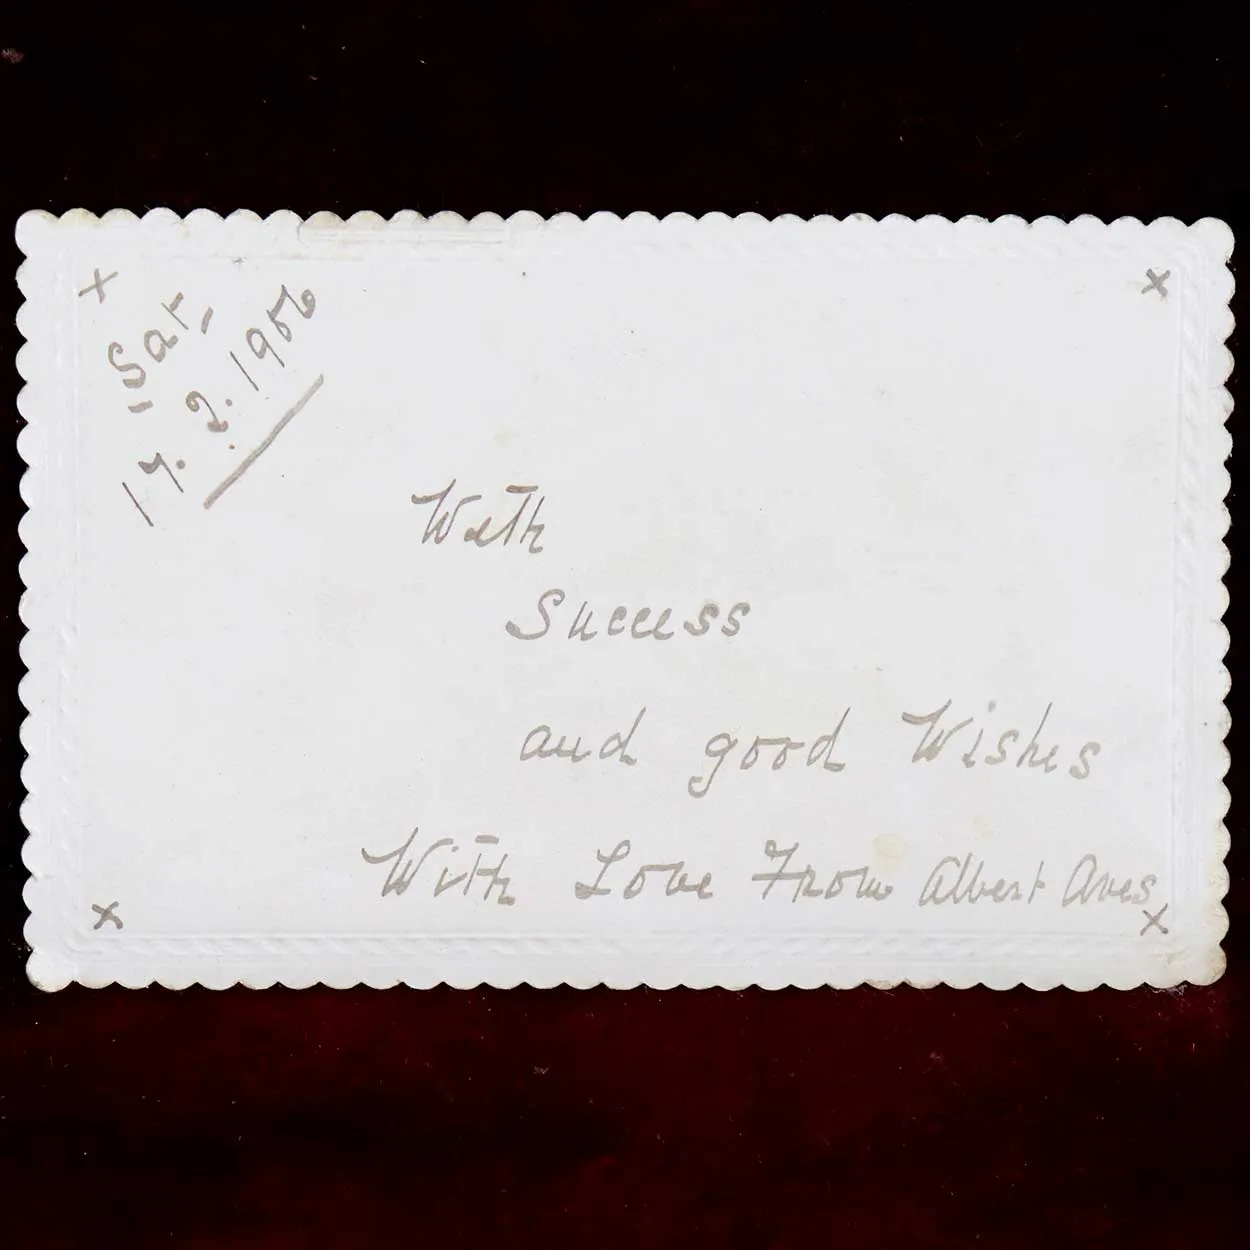 x
x
Sat,
17. 2. 1906
With
Success
and good Wishes
With Love From Albert Aves
x
x